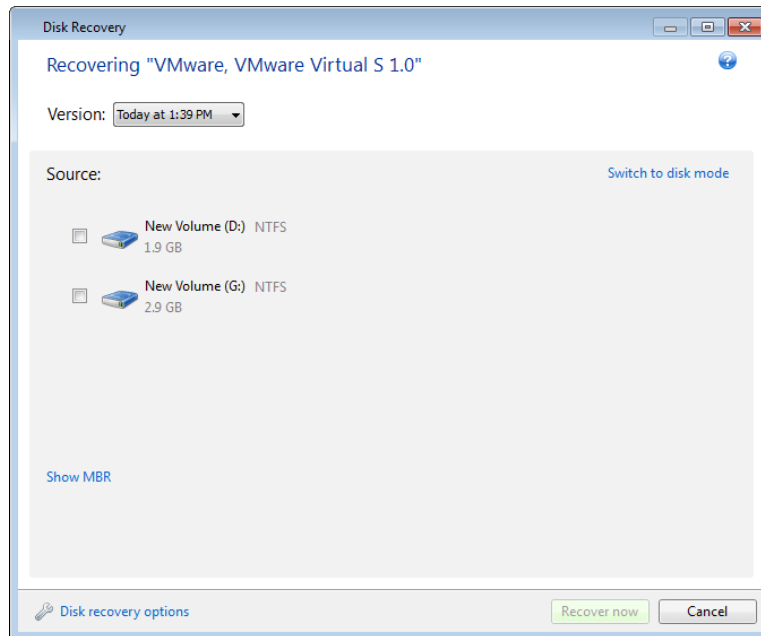 Disk Recovery
Recovering "VMware, VMware Virtual S 1.0"
?
Version: Today at 1:39 PM
Source:
Switch to disk mode
New Volume (D:) NTFS
1.9 GB
New Volume (G:) NTFS
2.9 GB
Show MBR
Disk recovery options
Recover now
Cancel